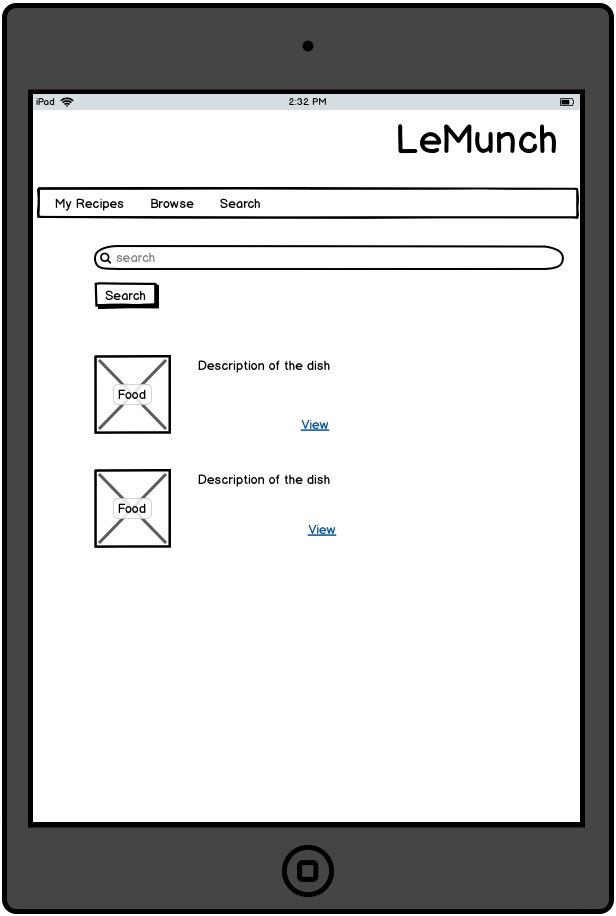 iPad 2:32 PM
LeMunch
My Recipes Browse Search
search
Search
Food
Description of the dish
View
Food
Description of the dish
View